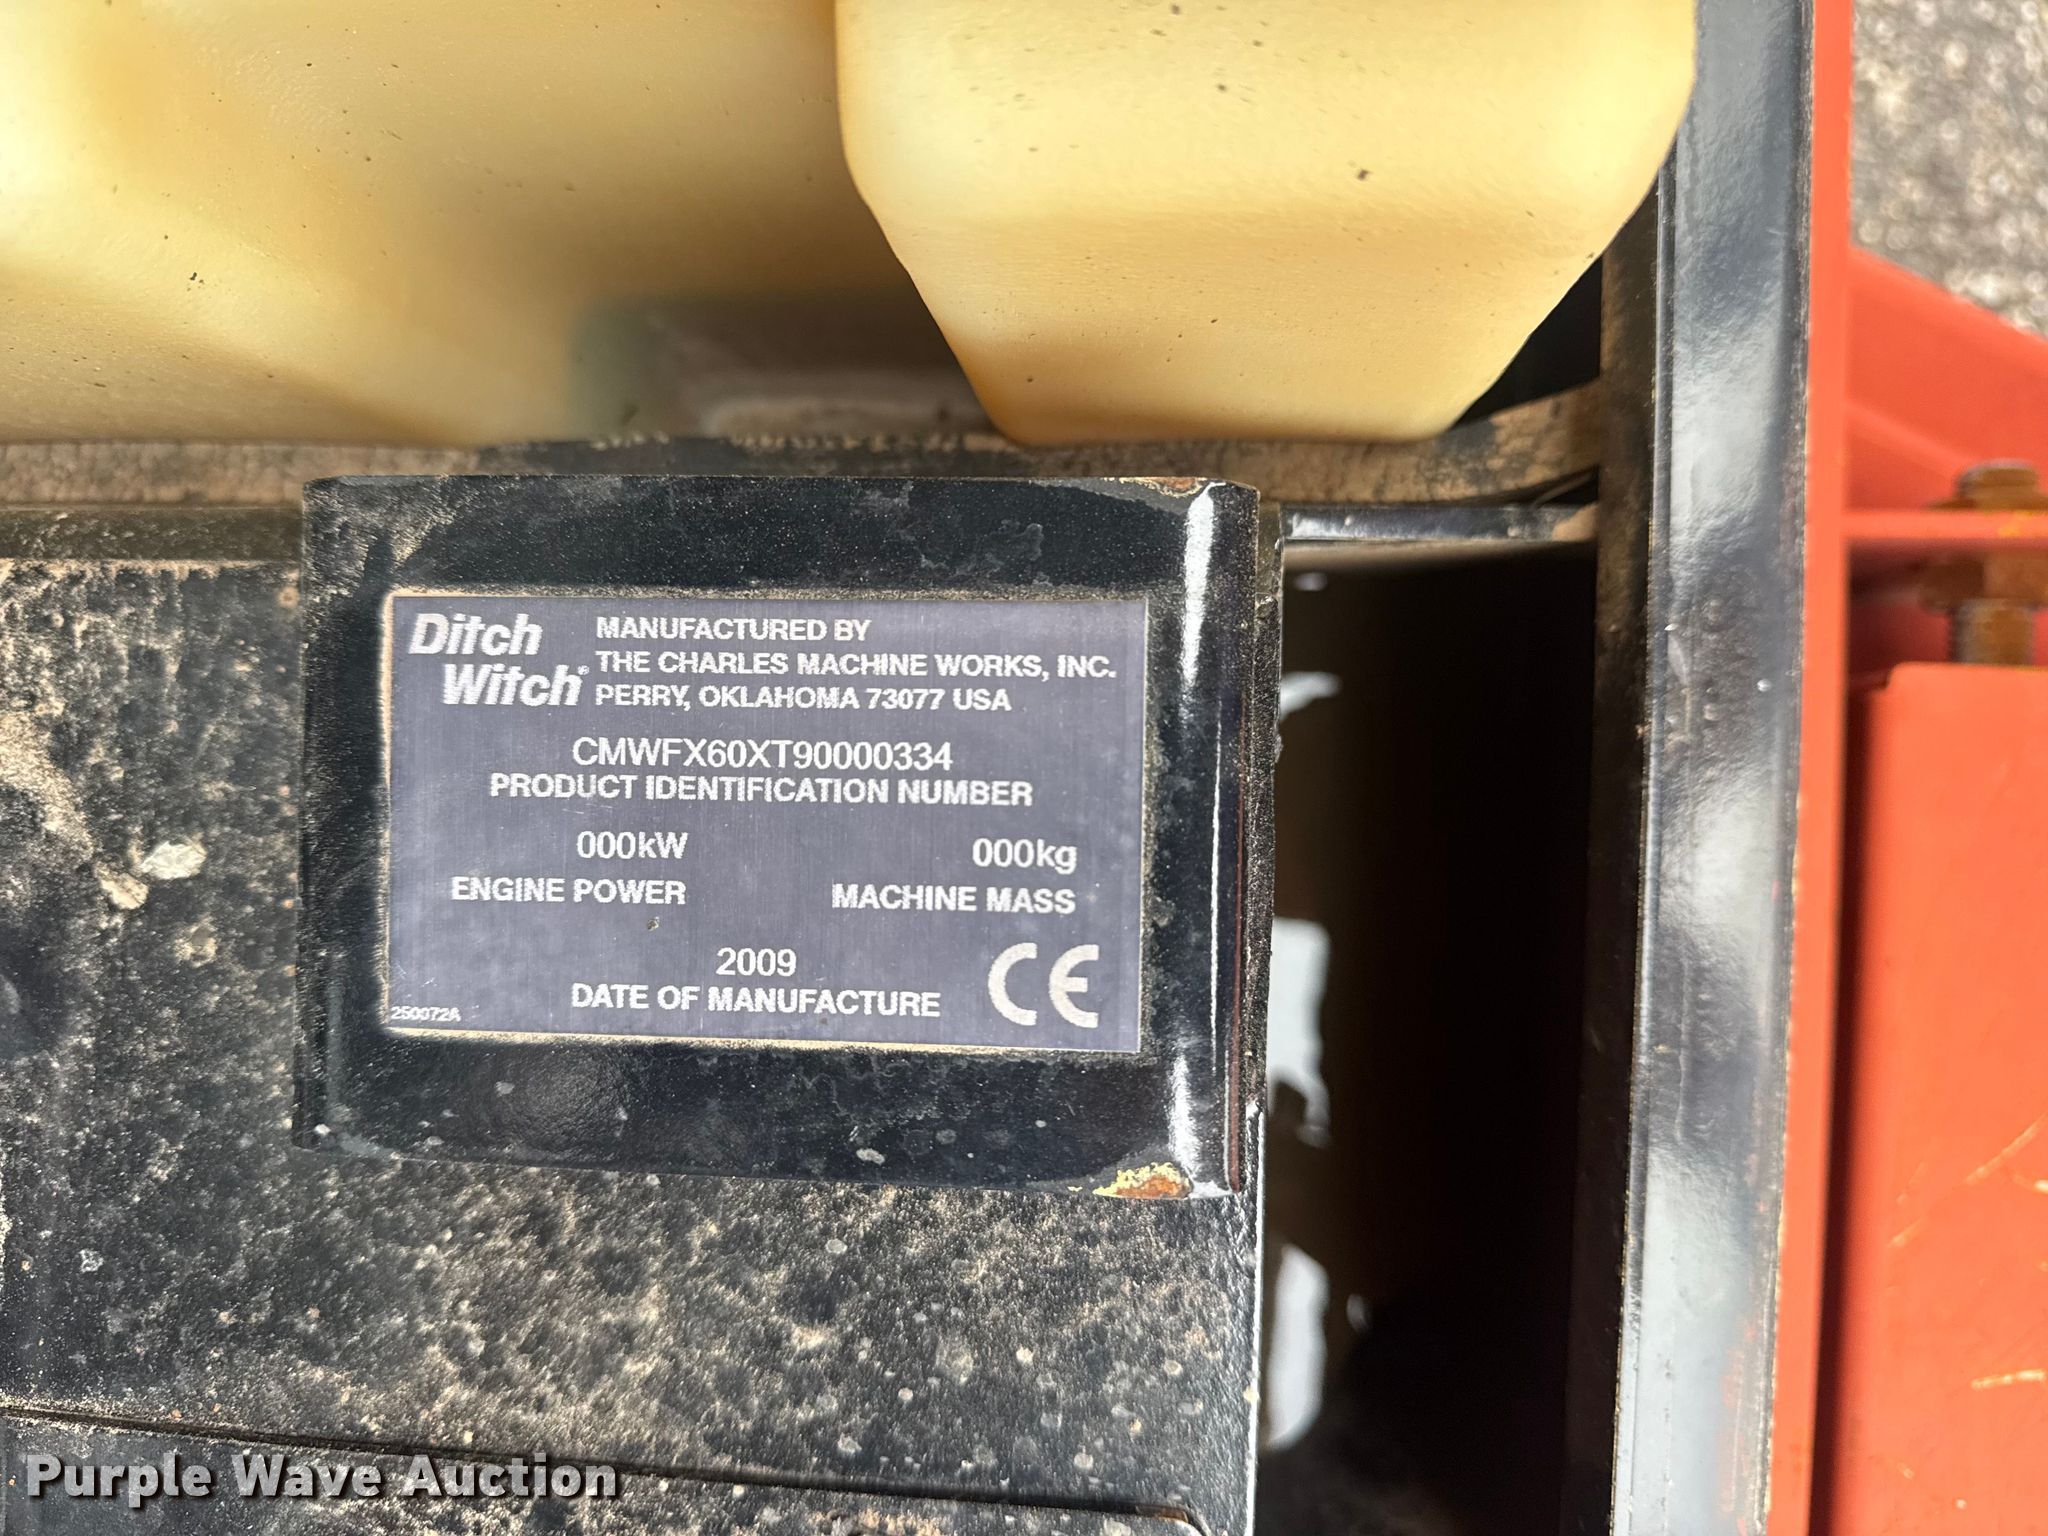 Ditch
Witch®
MANUFACTURED BY
THE CHARLES MACHINE WORKS, INC.
PERRY, OKLAHOMA 73077 USA
CMWFX60XT90000334
PRODUCT IDENTIFICATION NUMBER
000kW
ENGINE POWER
000kg
MACHINE MASS
2009
DATE OF MANUFACTURE
CE
250072A
Purple Wave Auction